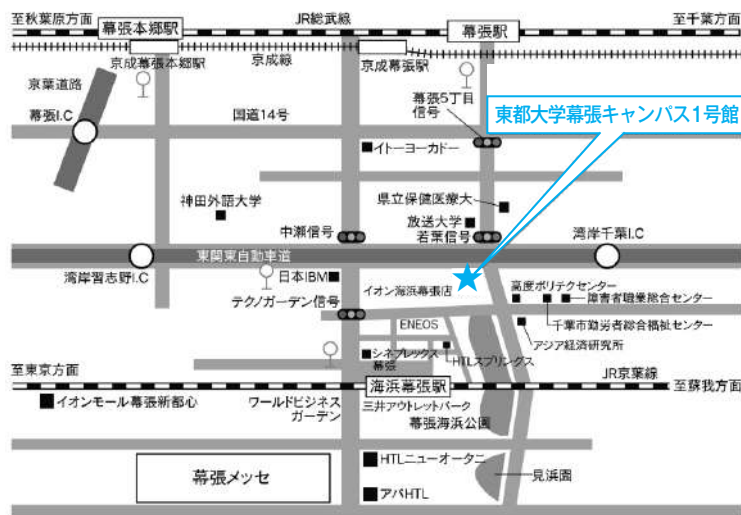 至秋葉原方面
幕張本郷駅
JR総武線
幕張駅
至千葉方面
京成幕張本郷駅
京成線
京成幕張駅
京葉道路
幕張I.C
国道14号
幕張5丁目
信号
東都大学幕張キャンパス1号館
イトーヨーカドー
神田外語大学
県立保健医療大
放送大学
中瀬信号
若葉信号
湾岸千葉I.C
東関東自動車道
湾岸習志野I.C
日本IBM
イオン海浜幕張店
高度ポリテクセンター
障害者職業総合センター
テクノガーデン信号
ENEOS
千葉市勤労者総合福祉センター
アジア経済研究所
シネプレックス
幕張
HTLスプリングス
至東京方面
海浜幕張駅
JR京葉線
至蘇我方面
イオンモール幕張新都心
ワールドビジネス
ガーデン
三井アウトレットパーク
幕張海浜公園
幕張メッセ
HTLニューオータニ
見浜園
アパHTL